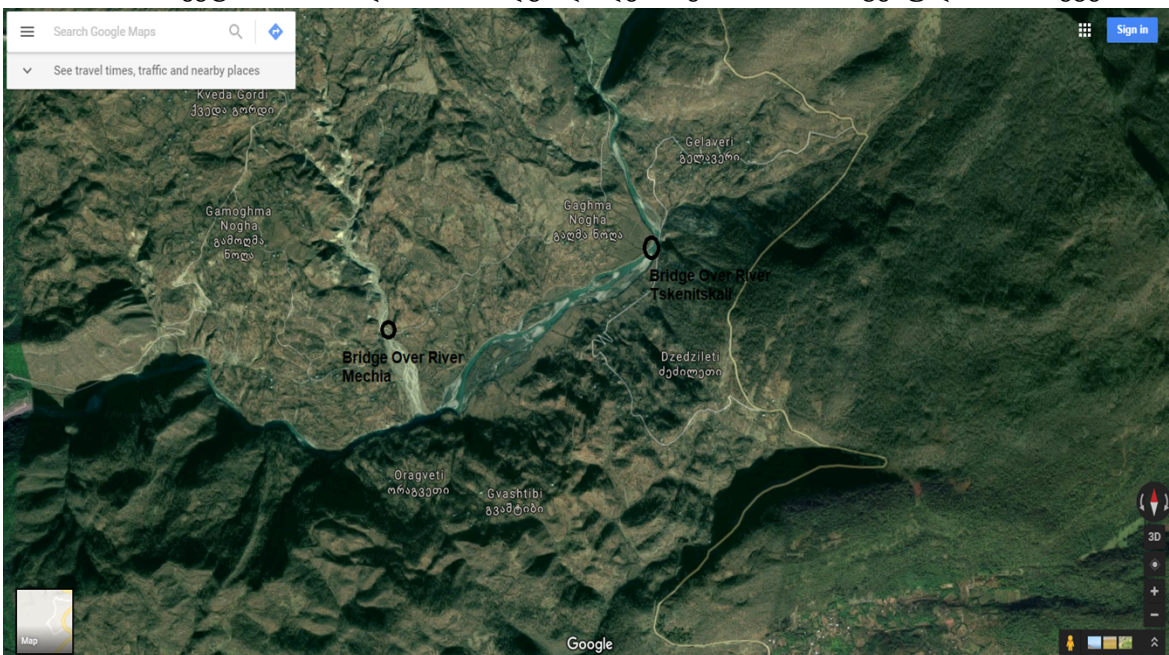 Search Google Maps
Sign in
See travel times, traffic and nearby places
Kveda Gordi
ქვედა გორდი
Gelaveri
გელავერი
Gamoghma
Nogha
გამოღმა
ნოღა
Gaghma
Nogha
გაღმა ნოღა
Bridge Over River
Tskenitskali
Bridge Over River
Mechia
Dzedzileti
ძეძილეთი
Oragveti
ორაგვეთი
Gvashtibi
გვაშტიბი
3D
Map
Google